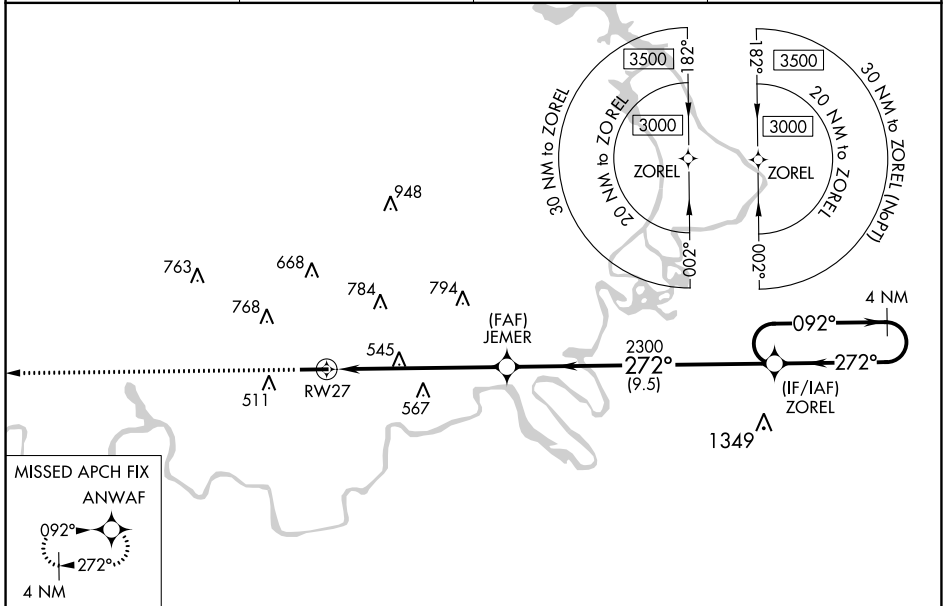 3500
182°
182°
3500
30 NM to ZOREL
20 NM to ZOREL
3000
ZOREL
002°
3000
ZOREL
002°
20 NM to ZOREL
30 NM to ZOREL (NoPT)
948
763
668
784
794
768
4 NM
092°
(FAF)
JEMER
545
2300
272°
(9.5)
272°
RW27
511
567
(IF/IAF)
ZOREL
1349
MISSED APCH FIX
ANWAF
092°
272°
4 NM